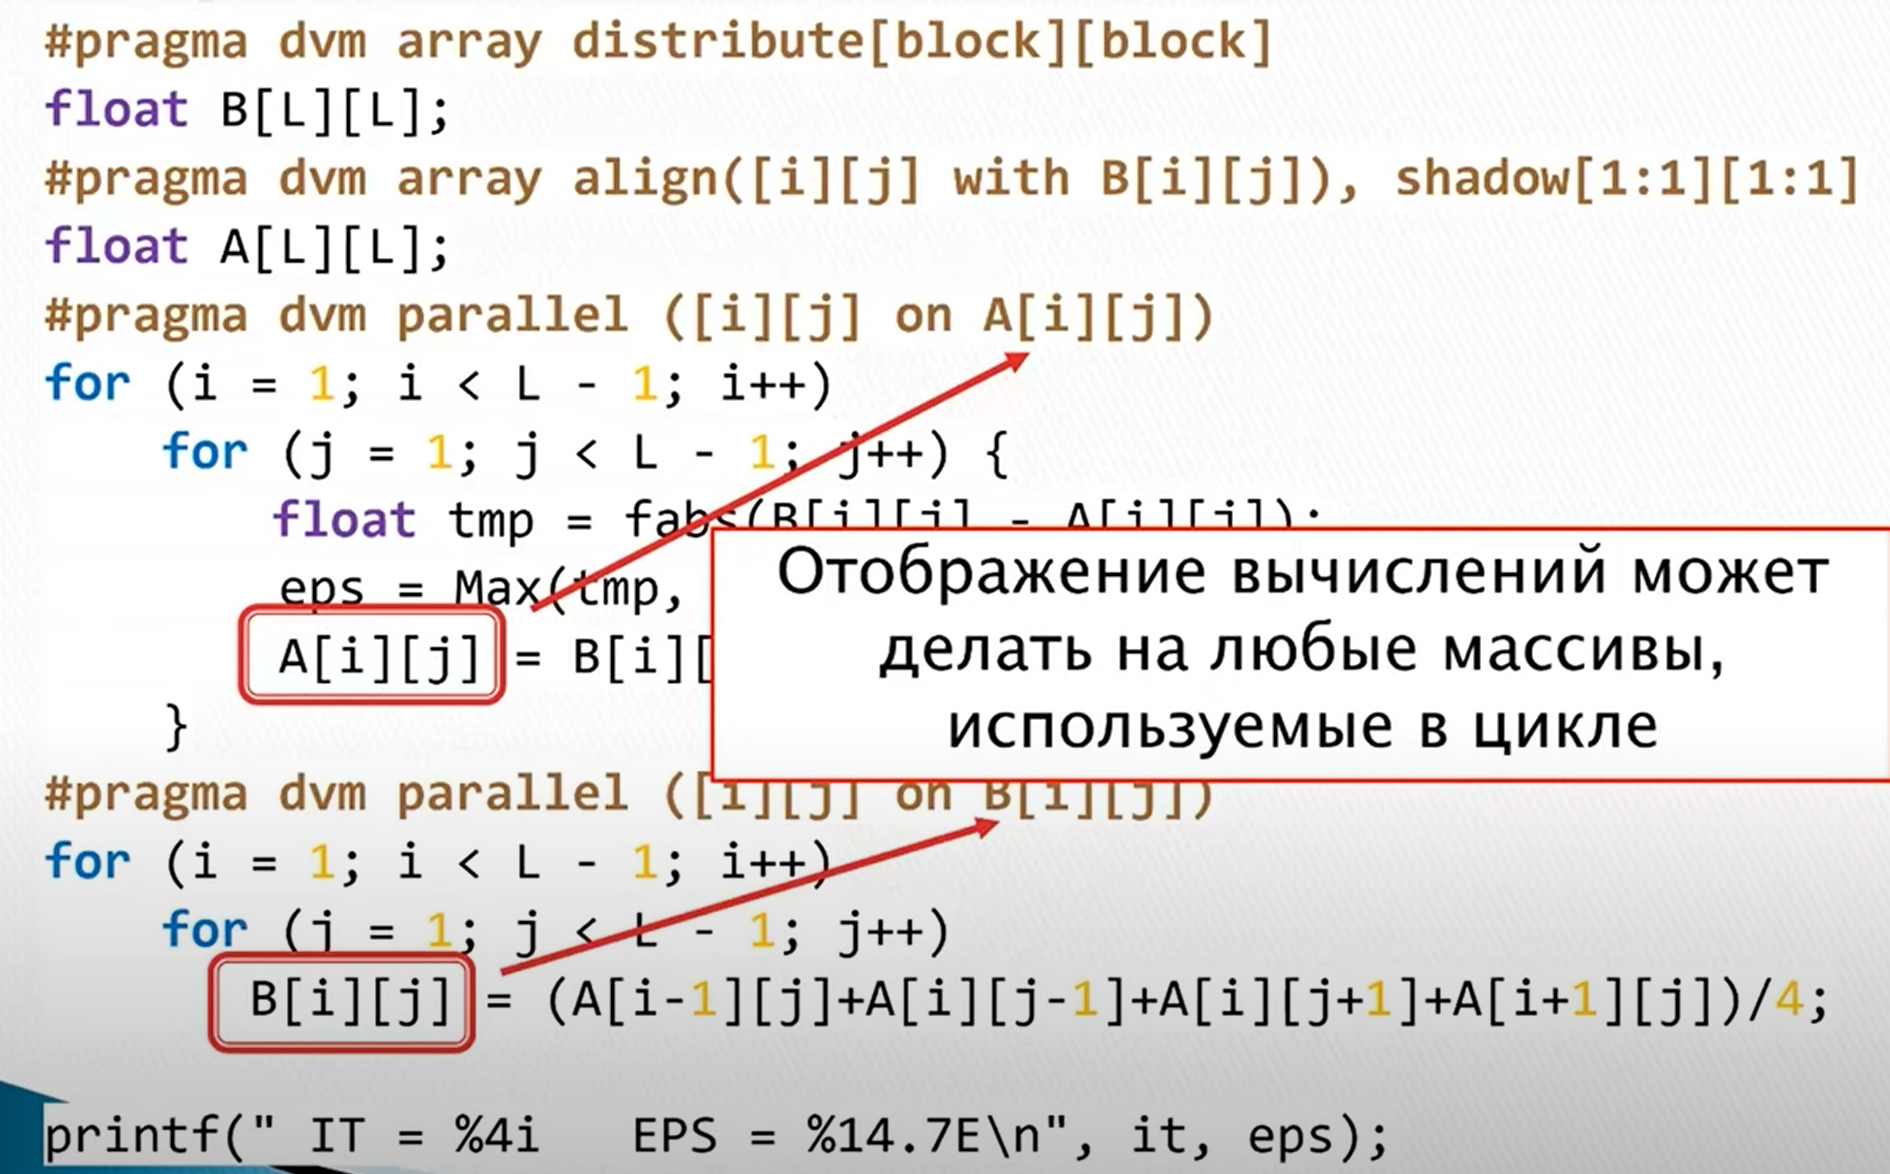 #pragma dvm array distribute[block][block]
float B[L][L];
#pragma dvm array align([i][j] with B[i][j]), shadow[1:1][1:1]
float A[L][L];
#pragma dvm parallel ([i][j] on A[i][j])
for (i = 1; i < L - 1; i++)
for (j = 1; j < L - 1; j++) {
float tmp = fabs(B[i][j] - A[i][j]);
eps = Max(tmp,
A[i][j] = B[i][
}
Отображение вычислений может
делать на любые массивы,
используемые в цикле
#pragma dvm parallel ([i][j] on B[i][j])
for (i = 1; i < L - 1; i++)
for (j = 1; j < L - 1; j++)
B[i][j] = (A[i-1][j]+A[i][j-1]+A[i][j+1]+A[i+1][j])/4;
printf(" IT = %4i   EPS = %14.7E\n", it, eps);